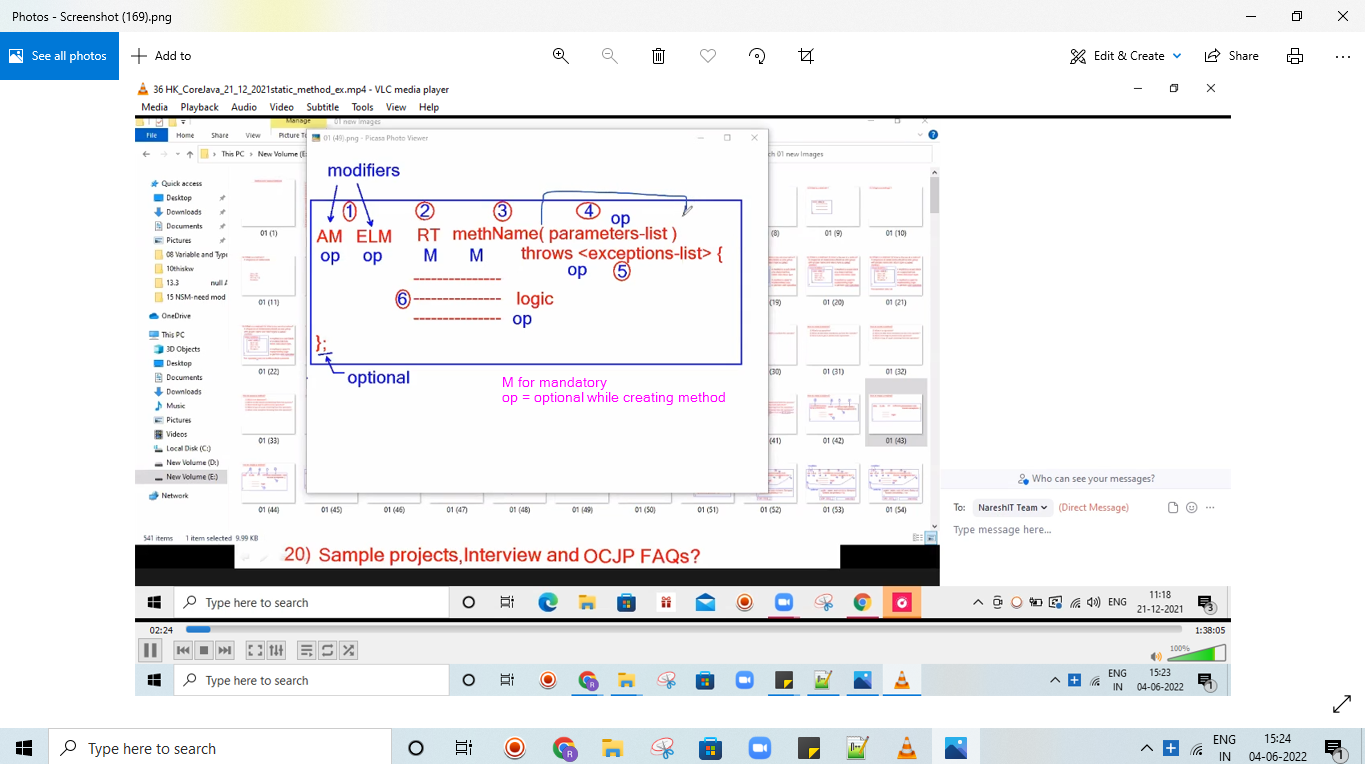 Photos - Screenshot (169).png
See all photos
Add to
Edit & Create
Share
36 HK_CoreJava_21_12_2021static_method_ex.mp4 - VLC media player
Media Playback Audio Video Subtitle Tools View Help
Manage
01 new Images
File Home Share View
01 (49).png - Picasa Photo Viewer
This PC > New Volume (E
ch 01 new Images
Quick access
Desktop
Downloads
Documents
Pictures
08 Variable and Type
10thiskw
13.3
15 NSM-need mod
OneDrive
This PC
3D Objects
Desktop
Documents
Downloads
Music
Pictures
Videos
Local Disk (C:)
New Volume (D:)
New Volume (E:)
Network
01 (1)
01 (11)
01 (22)
01 (33)
01 (44)
modifiers
1 2 3 4 op
AM ELM RT methName( parameters-list )
op op M M throws <exceptions-list> {
op 5
6 logic
op
};
optional
M for mandatory
op = optional while creating method
(8) 01 (9) 01 (10)
(19) 01 (20) 01 (21)
(30) 01 (31) 01 (32)
(41) 01 (42) 01 (43)
01 (45) 01 (46) 01 (47) 01 (48) 01 (49) 01 (50) 01 (51) 01 (52) 01 (53) 01 (54)
541 items 1 item selected 9.99 KB
Who can see your messages?
To: NareshIT Team (Direct Message)
Type message here...
20) Sample projects,Interview and OCJP FAQs?
Type here to search
ENG
11:18
21-12-2021
3
02:24
1:38:05
100%
Type here to search
ENG
IN
15:23
04-06-2022
1
Type here to search
ENG
IN
15:24
04-06-2022
1